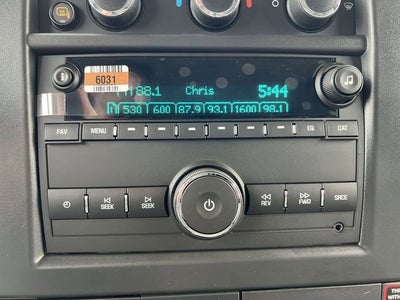 6031
88.1 Chris 5:44
530 600 87.9 93.1 1600 98.1
FAV MENU EQ CAT
SEEK SEEK REV FWD SRCE